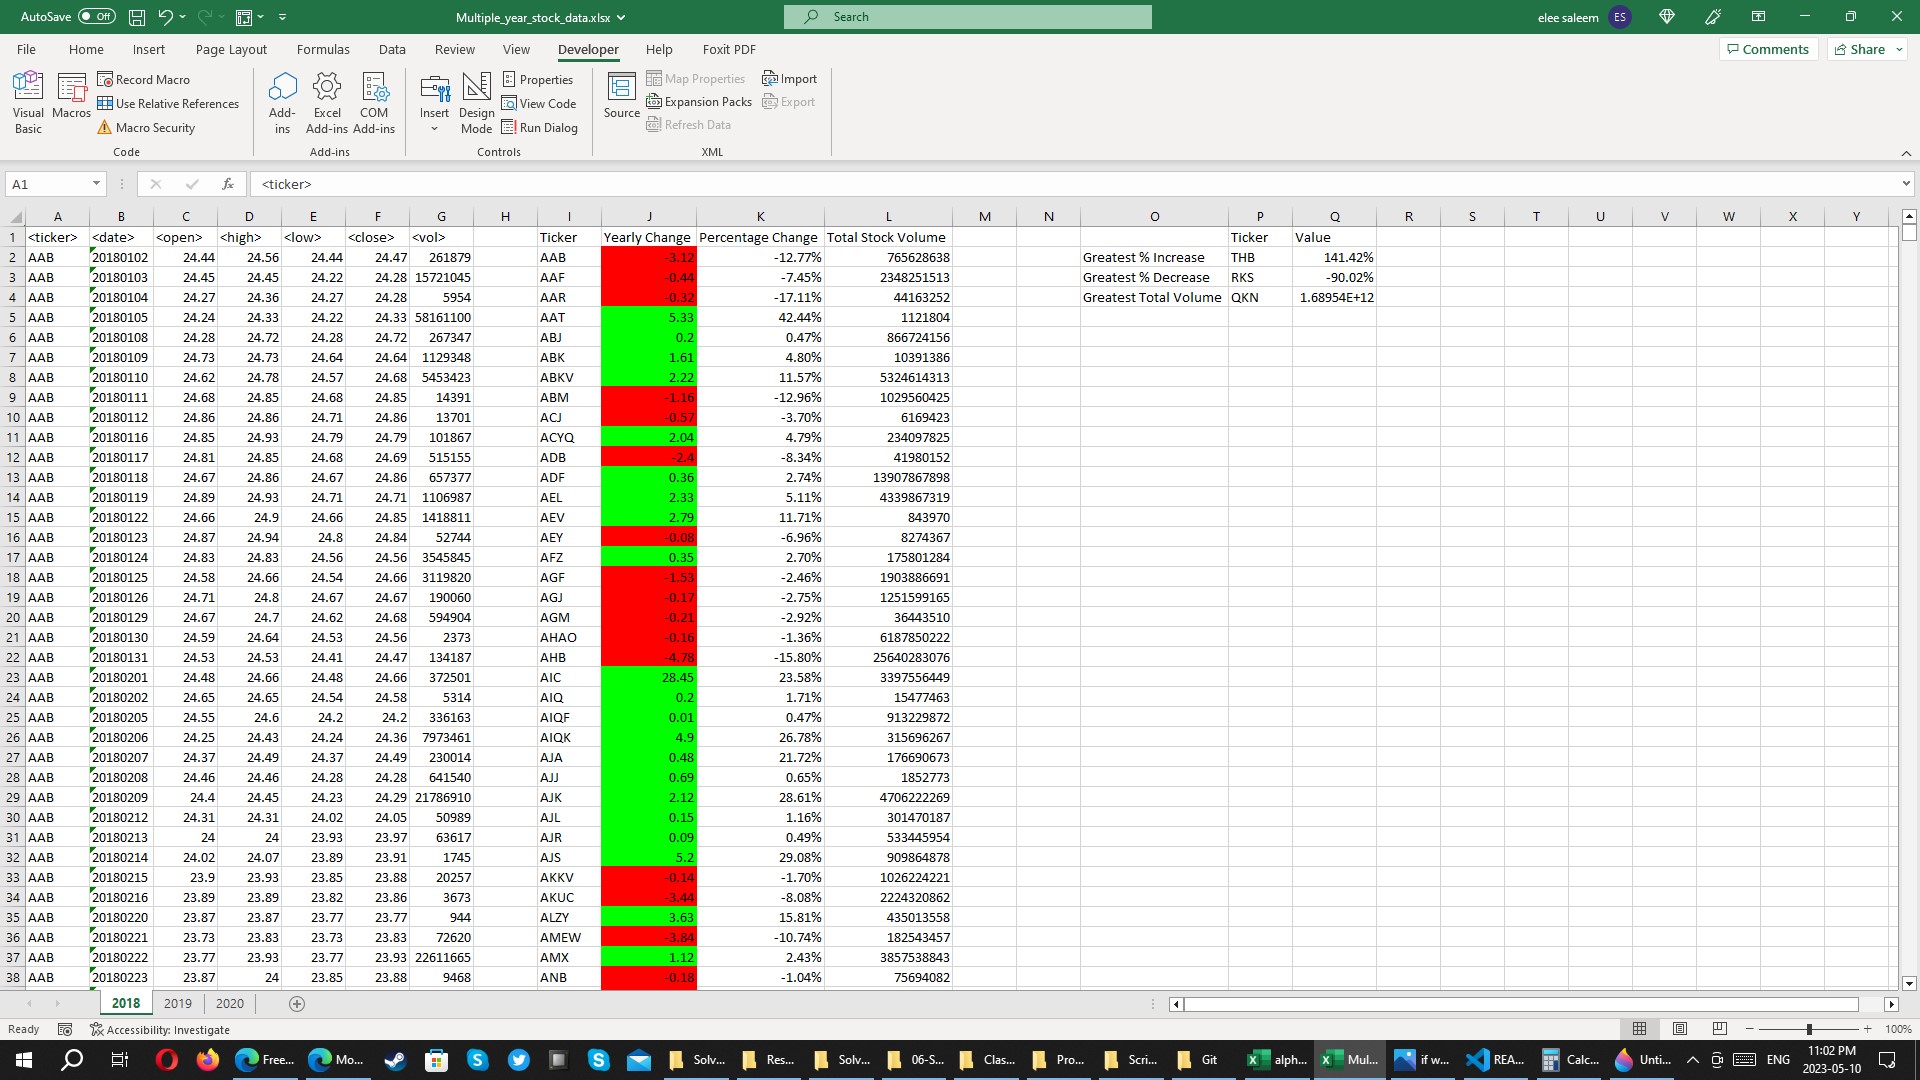 AutoSave Off Multiple_year_stock_data.xlsx Search elee saleem ES
File Home Insert Page Layout Formulas Data Review View Developer Help Foxit PDF Comments Share
Visual Basic Macros Record Macro Use Relative References Macro Security Code
Add-ins Excel Add-ins COM Add-ins Add-ins
Insert Design Mode Properties View Code Run Dialog Controls
Source Map Properties Expansion Packs Refresh Data Import Export XML
A1 fx <ticker>
A B C D E F G H I J K L M N O P Q R S T U V W X Y
1 <ticker> <date> <open> <high> <low> <close> <vol> Ticker Yearly Change Percentage Change Total Stock Volume Ticker Value
2 AAB 20180102 24.44 24.56 24.44 24.47 261879 AAB -3.12 -12.77% 765628638 Greatest % Increase THB 141.42%
3 AAB 20180103 24.45 24.45 24.22 24.28 15721045 AAF -0.44 -7.45% 2348251513 Greatest % Decrease RKS -90.02%
4 AAB 20180104 24.27 24.36 24.27 24.28 5954 AAR -0.32 -17.11% 44163252 Greatest Total Volume QKN 1.68954E+12
5 AAB 20180105 24.24 24.33 24.22 24.33 58161100 AAT 5.33 42.44% 1121804
6 AAB 20180108 24.28 24.72 24.28 24.72 267347 ABJ 0.2 0.47% 866724156
7 AAB 20180109 24.73 24.73 24.64 24.64 1129348 ABK 1.61 4.80% 10391386
8 AAB 20180110 24.62 24.78 24.57 24.68 5453423 ABKV 2.22 11.57% 5324614313
9 AAB 20180111 24.68 24.85 24.68 24.85 14391 ABM -1.16 -12.96% 1029560425
10 AAB 20180112 24.86 24.86 24.71 24.86 13701 ACJ -0.57 -3.70% 6169423
11 AAB 20180116 24.85 24.93 24.79 24.79 101867 ACYQ 2.04 4.79% 234097825
12 AAB 20180117 24.81 24.85 24.68 24.69 515155 ADB -2.4 -8.34% 41980152
13 AAB 20180118 24.67 24.86 24.67 24.86 657377 ADF 0.36 2.74% 13907867898
14 AAB 20180119 24.89 24.93 24.71 24.71 1106987 AEL 2.33 5.11% 4339867319
15 AAB 20180122 24.66 24.9 24.66 24.85 1418811 AEV 2.79 11.71% 843970
16 AAB 20180123 24.87 24.94 24.8 24.84 52744 AEY -0.08 -6.96% 8274367
17 AAB 20180124 24.83 24.83 24.56 24.56 3545845 AFZ 0.35 2.70% 175801284
18 AAB 20180125 24.58 24.66 24.54 24.66 3119820 AGF -1.53 -2.46% 1903886691
19 AAB 20180126 24.71 24.8 24.67 24.67 190060 AGJ -0.17 -2.75% 1251599165
20 AAB 20180129 24.67 24.7 24.62 24.68 594904 AGM -0.21 -2.92% 36443510
21 AAB 20180130 24.59 24.64 24.53 24.56 2373 AHAO -0.16 -1.36% 6187850222
22 AAB 20180131 24.53 24.53 24.41 24.47 134187 AHB -4.78 -15.80% 25640283076
23 AAB 20180201 24.48 24.66 24.48 24.66 372501 AIC 28.45 23.58% 3397556449
24 AAB 20180202 24.65 24.65 24.54 24.58 5314 AIQ 0.2 1.71% 15477463
25 AAB 20180205 24.55 24.6 24.2 24.2 336163 AIQF 0.01 0.47% 913229872
26 AAB 20180206 24.25 24.43 24.24 24.36 7973461 AIQK 4.9 26.78% 315696267
27 AAB 20180207 24.37 24.49 24.37 24.49 230014 AJA 0.48 21.72% 176690673
28 AAB 20180208 24.46 24.46 24.28 24.28 641540 AJJ 0.69 0.65% 1852773
29 AAB 20180209 24.4 24.45 24.23 24.29 21786910 AJK 2.12 28.61% 4706222269
30 AAB 20180212 24.31 24.31 24.02 24.05 50989 AJL 0.15 1.16% 301470187
31 AAB 20180213 24 24 23.93 23.97 63617 AJR 0.09 0.49% 533445954
32 AAB 20180214 24.02 24.07 23.89 23.91 1745 AJS 5.2 29.08% 909864878
33 AAB 20180215 23.9 23.93 23.85 23.88 20257 AKKV -0.14 -1.70% 1026224221
34 AAB 20180216 23.89 23.89 23.82 23.86 3673 AKUC -3.44 -8.08% 2224320862
35 AAB 20180220 23.87 23.87 23.77 23.77 944 ALZY 3.63 15.81% 435013558
36 AAB 20180221 23.73 23.83 23.73 23.83 72620 AMEW -3.84 -10.74% 182543457
37 AAB 20180222 23.77 23.93 23.77 23.93 22611665 AMX 1.12 2.43% 3857538843
38 AAB 20180223 23.87 24 23.85 23.88 9468 ANB -0.18 -1.04% 75694082
2018 2019 2020
Ready Accessibility: Investigate 100%
Free... Mo... Solv... Res... Solv... 06-S... Clas... Pro... Scri... Git alph... Mul... if w... REA... Calc... Unti... ENG 11:02 PM
2023-05-10